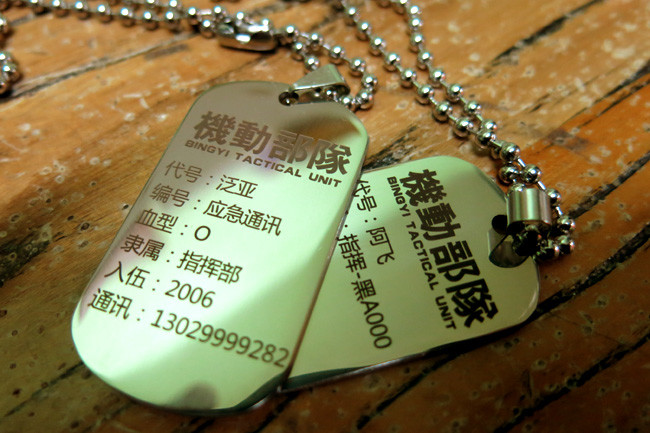 機動部隊
BINGYI TACTICAL UNIT
代号：泛亚
编号：应急通讯
血型：O
隶属：指挥部
入伍：2006
通讯：13029999282
機動部隊
BINGYI TACTICAL UNIT
代号：阿飞
：指挥-黑A000